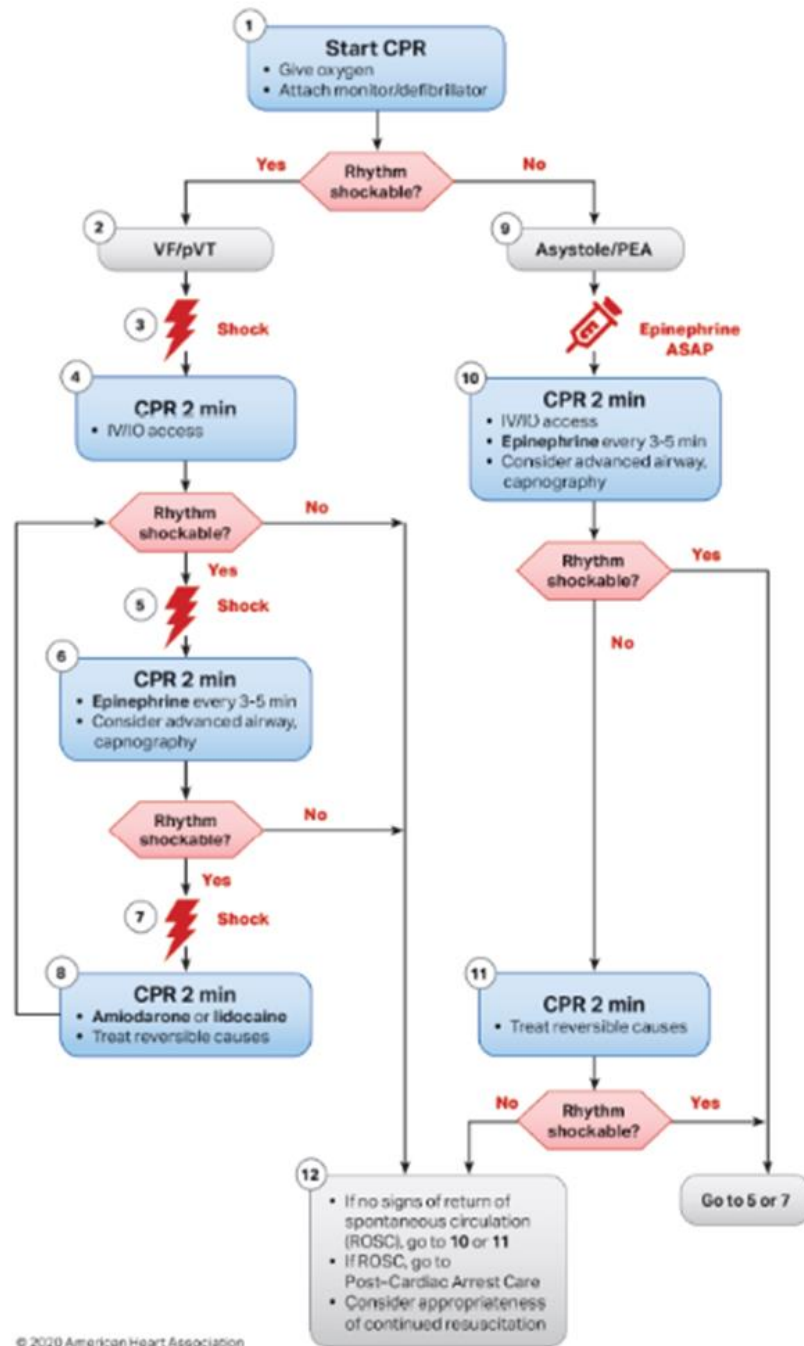 1
Start CPR
• Give oxygen
• Attach monitor/defibrillator
Yes
Rhythm
shockable?
No
2
VF/pVT
9
Asystole/PEA
3
Shock
Epinephrine
ASAP
4
CPR 2 min
• IV/IO access
10
CPR 2 min
• IV/IO access
• Epinephrine every 3-5 min
• Consider advanced airway,
capnography
Rhythm
shockable?
No
Yes
Rhythm
shockable?
Yes
No
5
Shock
6
CPR 2 min
• Epinephrine every 3-5 min
• Consider advanced airway,
capnography
Rhythm
shockable?
No
Yes
7
Shock
8
CPR 2 min
• Amiodarone or lidocaine
• Treat reversible causes
11
CPR 2 min
• Treat reversible causes
No
Rhythm
shockable?
Yes
12
• If no signs of return of
spontaneous circulation
(ROSC), go to 10 or 11
• If ROSC, go to
Post-Cardiac Arrest Care
• Consider appropriateness
of continued resuscitation
Go to 5 or 7
© 2020 American Heart Association